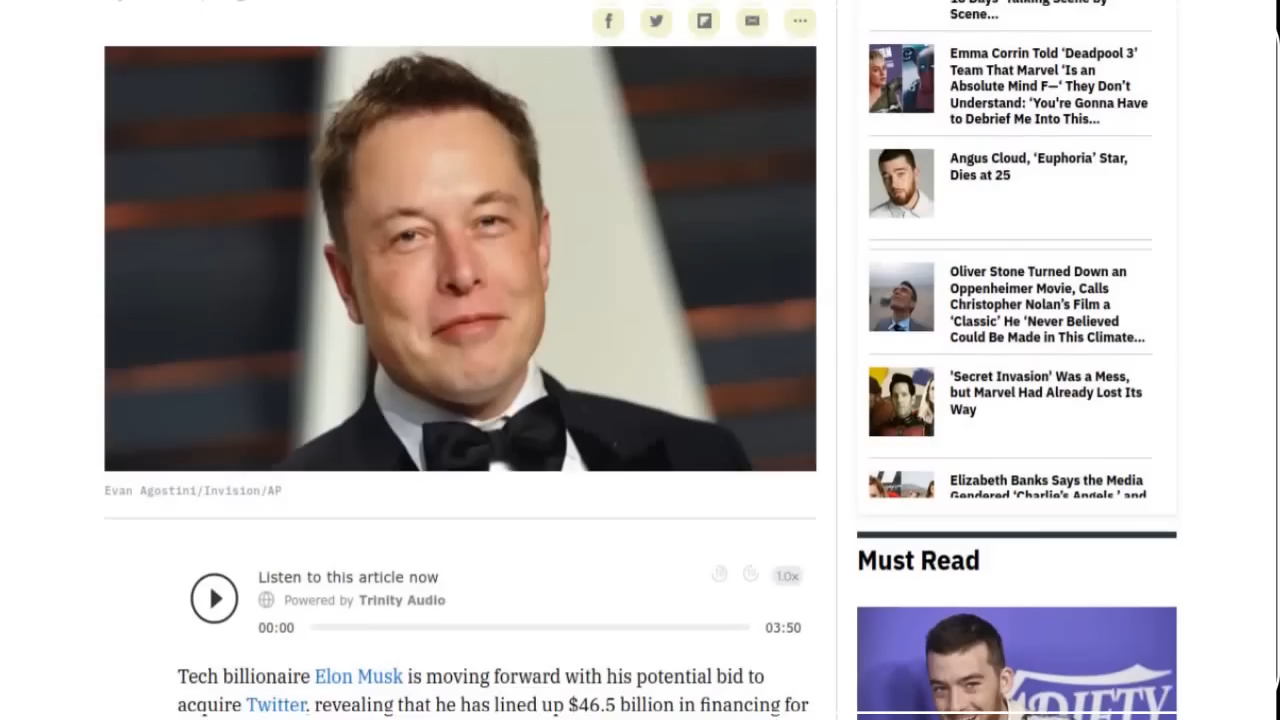 Evan Agostini/Invision/AP
Listen to this article now
1.0x
Powered by Trinity Audio
00:00
03:50
Tech billionaire Elon Musk is moving forward with his potential bid to
acquire Twitter, revealing that he has lined up $46.5 billion in financing for
Scene...
Emma Corrin Told ‘Deadpool 3’
Team That Marvel ‘Is an
Absolute Mind F—‘ They Don’t
Understand: ‘You're Gonna Have
to Debrief Me Into This...
Angus Cloud, ‘Euphoria’ Star,
Dies at 25
Oliver Stone Turned Down an
Oppenheimer Movie, Calls
Christopher Nolan’s Film a
‘Classic’ He ‘Never Believed
Could Be Made in This Climate...
‘Secret Invasion’ Was a Mess,
but Marvel Had Already Lost Its
Way
Elizabeth Banks Says the Media
Gendered ‘Charlie’s Angels,’ and
Must Read
VARIETY